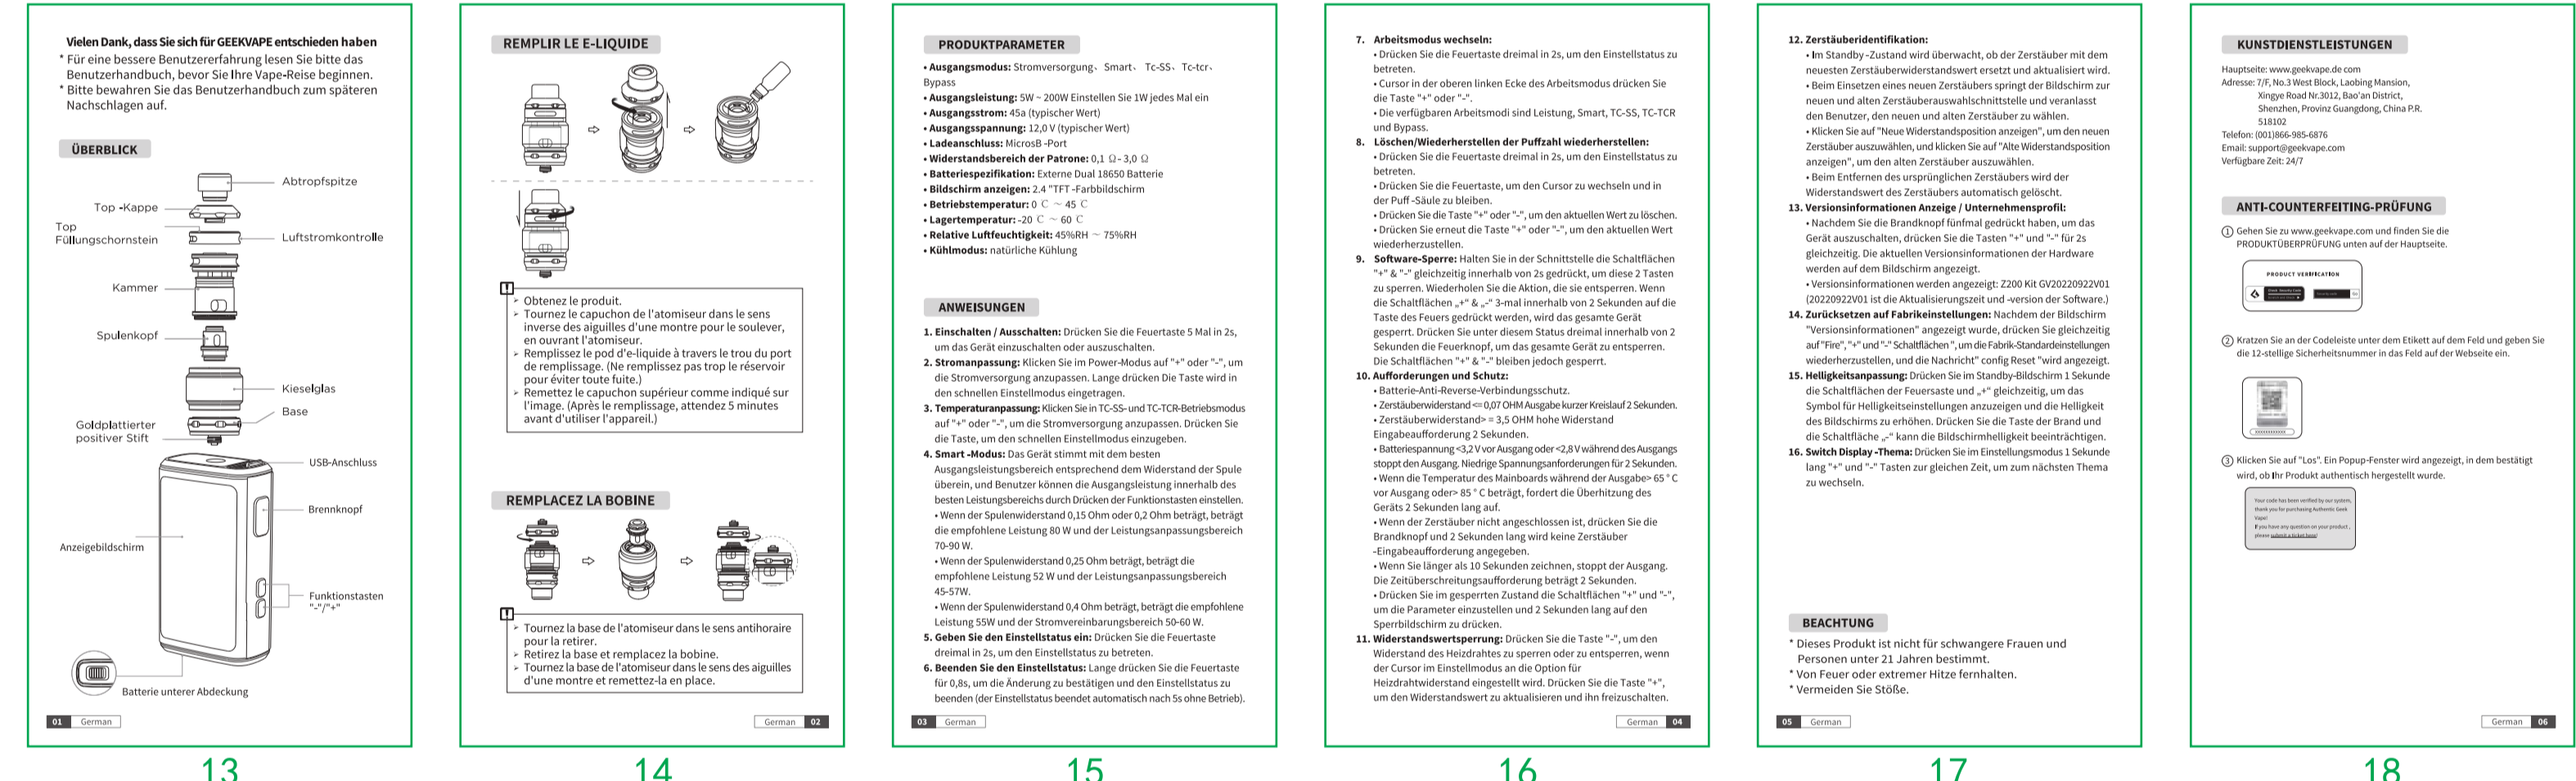 Vielen Dank, dass Sie sich für GEEKVAPE entschieden haben
* Für eine bessere Benutzererfahrung lesen Sie bitte das
Benutzerhandbuch, bevor Sie Ihre Vape-Reise beginnen.
* Bitte bewahren Sie das Benutzerhandbuch zum späteren
Nachschlagen auf.
ÜBERBLICK
Abtropfspitze
Top -Kappe
Top
Füllungschornstein
Luftstromkontrolle
Kammer
Spulenkopf
Kieselglas
Base
Goldplattierter
positiver Stift
USB-Anschluss
Brennknopf
Anzeigebildschirm
Funktionstasten
"-"/"+"
Batterie unterer Abdeckung
01 German
13
REMPLIR LE E-LIQUIDE
➢ Obtenez le produit.
➢ Tournez le capuchon de l'atomiseur dans le sens
inverse des aiguilles d'une montre pour le soulever,
en ouvrant l'atomiseur.
➢ Remplissez le pod d'e-liquide à travers le trou du port
de remplissage. (Ne remplissez pas trop le réservoir
pour éviter toute fuite.)
➢ Remettez le capuchon supérieur comme indiqué sur
l'image. (Après le remplissage, attendez 5 minutes
avant d'utiliser l'appareil.)
REMPLACEZ LA BOBINE
➢ Tournez la base de l'atomiseur dans le sens antihoraire
pour la retirer.
➢ Retirez la base et remplacez la bobine.
➢ Tournez la base de l'atomiseur dans le sens des aiguilles
d'une montre et remettez-la en place.
German 02
14
PRODUKTPARAMETER
• Ausgangsmodus: Stromversorgung、 Smart、 Tc-SS、 Tc-tcr、
Bypass
• Ausgangsleistung: 5W ~ 200W Einstellen Sie 1W jedes Mal ein
• Ausgangsstrom: 45a (typischer Wert)
• Ausgangsspannung: 12,0 V (typischer Wert)
• Ladeanschluss: MicrosB -Port
• Widerstandsbereich der Patrone: 0,1 Ω- 3,0 Ω
• Batteriespezifikation: Externe Dual 18650 Batterie
• Bildschirm anzeigen: 2.4 "TFT -Farbbildschirm
• Betriebstemperatur: 0 C ~ 45 C
• Lagertemperatur: -20 C ~ 60 C
• Relative Luftfeuchtigkeit: 45%RH ~ 75%RH
• Kühlmodus: natürliche Kühlung
ANWEISUNGEN
1. Einschalten / Ausschalten: Drücken Sie die Feuertaste 5 Mal in 2s,
um das Gerät einzuschalten oder auszuschalten.
2. Stromanpassung: Klicken Sie im Power-Modus auf "+" oder "-", um
die Stromversorgung anzupassen. Lange drücken Die Taste wird in
den schnellen Einstellmodus eingetragen.
3. Temperaturanpassung: Klicken Sie in TC-SS- und TC-TCR-Betriebsmodus
auf "+" oder "-", um die Stromversorgung anzupassen. Drücken Sie
die Taste, um den schnellen Einstellmodus einzugeben.
4. Smart -Modus: Das Gerät stimmt mit dem besten
Ausgangsleistungsbereich entsprechend dem Widerstand der Spule
überein, und Benutzer können die Ausgangsleistung innerhalb des
besten Leistungsbereichs durch Drücken der Funktionstasten einstellen.
• Wenn der Spulenwiderstand 0,15 Ohm oder 0,2 Ohm beträgt, beträgt
die empfohlene Leistung 80 W und der Leistungsanpassungsbereich
70-90 W.
• Wenn der Spulenwiderstand 0,25 Ohm beträgt, beträgt die
empfohlene Leistung 52 W und der Leistungsanpassungsbereich
45-57W.
• Wenn der Spulenwiderstand 0,4 Ohm beträgt, beträgt die empfohlene
Leistung 55W und der Stromvereinbarungsbereich 50-60 W.
5. Geben Sie den Einstellstatus ein: Drücken Sie die Feuertaste
dreimal in 2s, um den Einstellstatus zu betreten.
6. Beenden Sie den Einstellstatus: Lange drücken Sie die Feuertaste
für 0,8s, um die Änderung zu bestätigen und den Einstellstatus zu
beenden (der Einstellstatus beendet automatisch nach 5s ohne Betrieb).
03 German
15
7. Arbeitsmodus wechseln:
• Drücken Sie die Feuertaste dreimal in 2s, um den Einstellstatus zu
betreten.
• Cursor in der oberen linken Ecke des Arbeitsmodus drücken Sie
die Taste "+" oder "-".
• Die verfügbaren Arbeitsmodi sind Leistung, Smart, TC-SS, TC-TCR
und Bypass.
8. Löschen/Wiederherstellen der Puffzahl wiederherstellen:
• Drücken Sie die Feuertaste dreimal in 2s, um den Einstellstatus zu
betreten.
• Drücken Sie die Feuertaste, um den Cursor zu wechseln und in
der Puff -Säule zu bleiben.
• Drücken Sie die Taste "+" oder "-", um den aktuellen Wert zu löschen.
• Drücken Sie erneut die Taste "+" oder "-", um den aktuellen Wert
wiederherzustellen.
9. Software-Sperre: Halten Sie in der Schnittstelle die Schaltflächen
"+" & "-" gleichzeitig innerhalb von 2s gedrückt, um diese 2 Tasten
zu sperren. Wiederholen Sie die Aktion, die sie entsperren. Wenn
die Schaltflächen „+“ & „-“ 3-mal innerhalb von 2 Sekunden auf die
Taste des Feuers gedrückt werden, wird das gesamte Gerät
gesperrt. Drücken Sie unter diesem Status dreimal innerhalb von 2
Sekunden die Feuerknopf, um das gesamte Gerät zu entsperren.
Die Schaltflächen "+" & "-" bleiben jedoch gesperrt.
10. Aufforderungen und Schutz:
• Batterie-Anti-Reverse-Verbindungsschutz.
• Zerstäuberwiderstand <= 0,07 OHM Ausgabe kurzer Kreislauf 2 Sekunden.
• Zerstäuberwiderstand> = 3,5 OHM hohe Widerstand
Eingabeaufforderung 2 Sekunden.
• Batteriespannung <3,2 V vor Ausgang oder <2,8 V während des Ausgangs
stoppt den Ausgang. Niedrige Spannungsanforderungen für 2 Sekunden.
• Wenn die Temperatur des Mainboards während der Ausgabe> 65 ° C
vor Ausgang oder> 85 ° C beträgt, fordert die Überhitzung des
Geräts 2 Sekunden lang auf.
• Wenn der Zerstäuber nicht angeschlossen ist, drücken Sie die
Brandknopf und 2 Sekunden lang wird keine Zerstäuber
-Eingabeaufforderung angegeben.
• Wenn Sie länger als 10 Sekunden zeichnen, stoppt der Ausgang.
Die Zeitüberschreitungsaufforderung beträgt 2 Sekunden.
• Drücken Sie im gesperrten Zustand die Schaltflächen "+" und "-",
um die Parameter einzustellen und 2 Sekunden lang auf den
Sperrbildschirm zu drücken.
11. Widerstandswertsperrung: Drücken Sie die Taste "-", um den
Widerstand des Heizdrahtes zu sperren oder zu entsperren, wenn
der Cursor im Einstellmodus an die Option für
Heizdrahtwiderstand eingestellt wird. Drücken Sie die Taste "+",
um den Widerstandswert zu aktualisieren und ihn freizuschalten.
German 04
16
12. Zerstäuberidentifikation:
• Im Standby -Zustand wird überwacht, ob der Zerstäuber mit dem
neuesten Zerstäuberwiderstandswert ersetzt und aktualisiert wird.
• Beim Einsetzen eines neuen Zerstäubers springt der Bildschirm zur
neuen und alten Zerstäuberauswahlschnittstelle und veranlasst
den Benutzer, den neuen und alten Zerstäuber zu wählen.
• Klicken Sie auf "Neue Widerstandsposition anzeigen", um den neuen
Zerstäuber auszuwählen, und klicken Sie auf "Alte Widerstandsposition
anzeigen", um den alten Zerstäuber auszuwählen.
• Beim Entfernen des ursprünglichen Zerstäubers wird der
Widerstandswert des Zerstäubers automatisch gelöscht.
13. Versionsinformationen Anzeige / Unternehmensprofil:
• Nachdem Sie die Brandknopf fünfmal gedrückt haben, um das
Gerät auszuschalten, drücken Sie die Tasten "+" und "-" für 2s
gleichzeitig. Die aktuellen Versionsinformationen der Hardware
werden auf dem Bildschirm angezeigt.
• Versionsinformationen werden angezeigt: Z200 Kit GV20220922V01
(20220922V01 ist die Aktualisierungszeit und -version der Software.)
14. Zurücksetzen auf Fabrikeinstellungen: Nachdem der Bildschirm
"Versionsinformationen" angezeigt wurde, drücken Sie gleichzeitig
auf "Fire", "+" und "-" Schaltflächen ", um die Fabrik-Standardeinstellungen
wiederherzustellen, und die Nachricht" config Reset "wird angezeigt.
15. Helligkeitsanpassung: Drücken Sie im Standby-Bildschirm 1 Sekunde
die Schaltflächen der Feuersaste und „+“ gleichzeitig, um das
Symbol für Helligkeitseinstellungen anzuzeigen und die Helligkeit
des Bildschirms zu erhöhen. Drücken Sie die Taste der Brand und
die Schaltfläche „-“ kann die Bildschirmhelligkeit beeinträchtigen.
16. Switch Display -Thema: Drücken Sie im Einstellungsmodus 1 Sekunde
lang "+" und "-" Tasten zur gleichen Zeit, um zum nächsten Thema
zu wechseln.
BEACHTUNG
* Dieses Produkt ist nicht für schwangere Frauen und
Personen unter 21 Jahren bestimmt.
* Von Feuer oder extremer Hitze fernhalten.
* Vermeiden Sie Stöße.
05 German
17
KUNSTDIENSTLEISTUNGEN
Hauptseite: www.geekvape.de com
Adresse: 7/F, No.3 West Block, Laobing Mansion,
Xingye Road Nr.3012, Bao'an District,
Shenzhen, Provinz Guangdong, China P.R.
518102
Telefon: (001)866-985-6876
Email: support@geekvape.com
Verfügbare Zeit: 24/7
ANTI-COUNTERFEITING-PRÜFUNG
① Gehen Sie zu www.geekvape.com und finden Sie die
PRODUKTÜBERPRÜFUNG unten auf der Hauptseite.
PRODUCT VERIFICATION
② Kratzen Sie an der Codeleiste unter dem Etikett auf dem Feld und geben Sie
die 12-stellige Sicherheitsnummer in das Feld auf der Webseite ein.
③ Klicken Sie auf "Los". Ein Popup-Fenster wird angezeigt, in dem bestätigt
wird, ob Ihr Produkt authentisch hergestellt wurde.
Your code has been verified by our system,
thank you for purchasing Authentic Geek
Vape!
If you have any question on your product ,
please submit a ticket here!
German 06
18